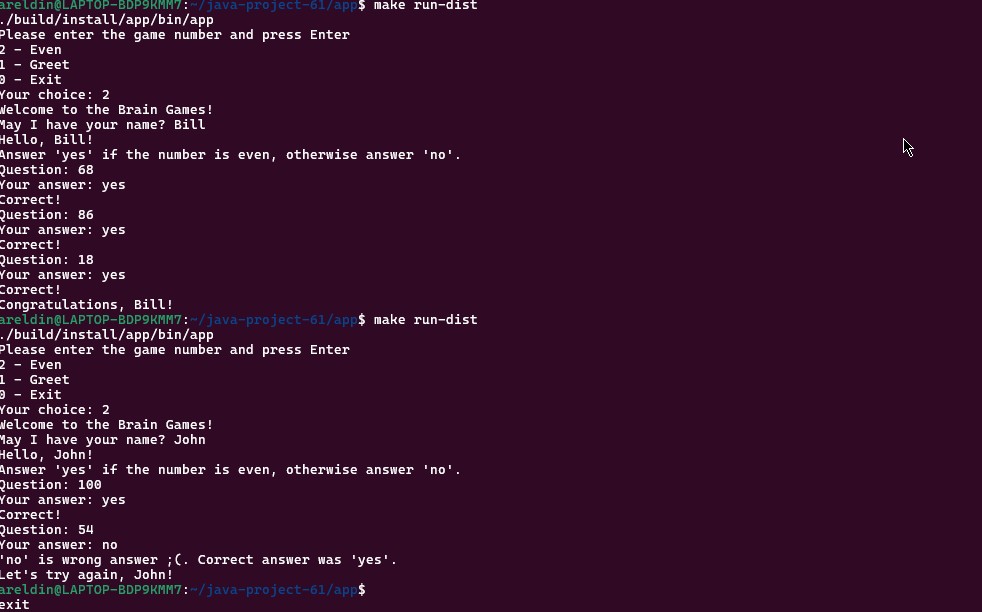 areldin@LAPTOP-BDP9KMM7:~/java-project-61/app$ make run-dist
./build/install/app/bin/app
Please enter the game number and press Enter
2 - Even
1 - Greet
0 - Exit
Your choice: 2
Welcome to the Brain Games!
May I have your name? Bill
Hello, Bill!
Answer 'yes' if the number is even, otherwise answer 'no'.
Question: 68
Your answer: yes
Correct!
Question: 86
Your answer: yes
Correct!
Question: 18
Your answer: yes
Correct!
Congratulations, Bill!
areldin@LAPTOP-BDP9KMM7:~/java-project-61/app$ make run-dist
./build/install/app/bin/app
Please enter the game number and press Enter
2 - Even
1 - Greet
0 - Exit
Your choice: 2
Welcome to the Brain Games!
May I have your name? John
Hello, John!
Answer 'yes' if the number is even, otherwise answer 'no'.
Question: 100
Your answer: yes
Correct!
Question: 54
Your answer: no
'no' is wrong answer ;(. Correct answer was 'yes'.
Let's try again, John!
areldin@LAPTOP-BDP9KMM7:~/java-project-61/app$
exit